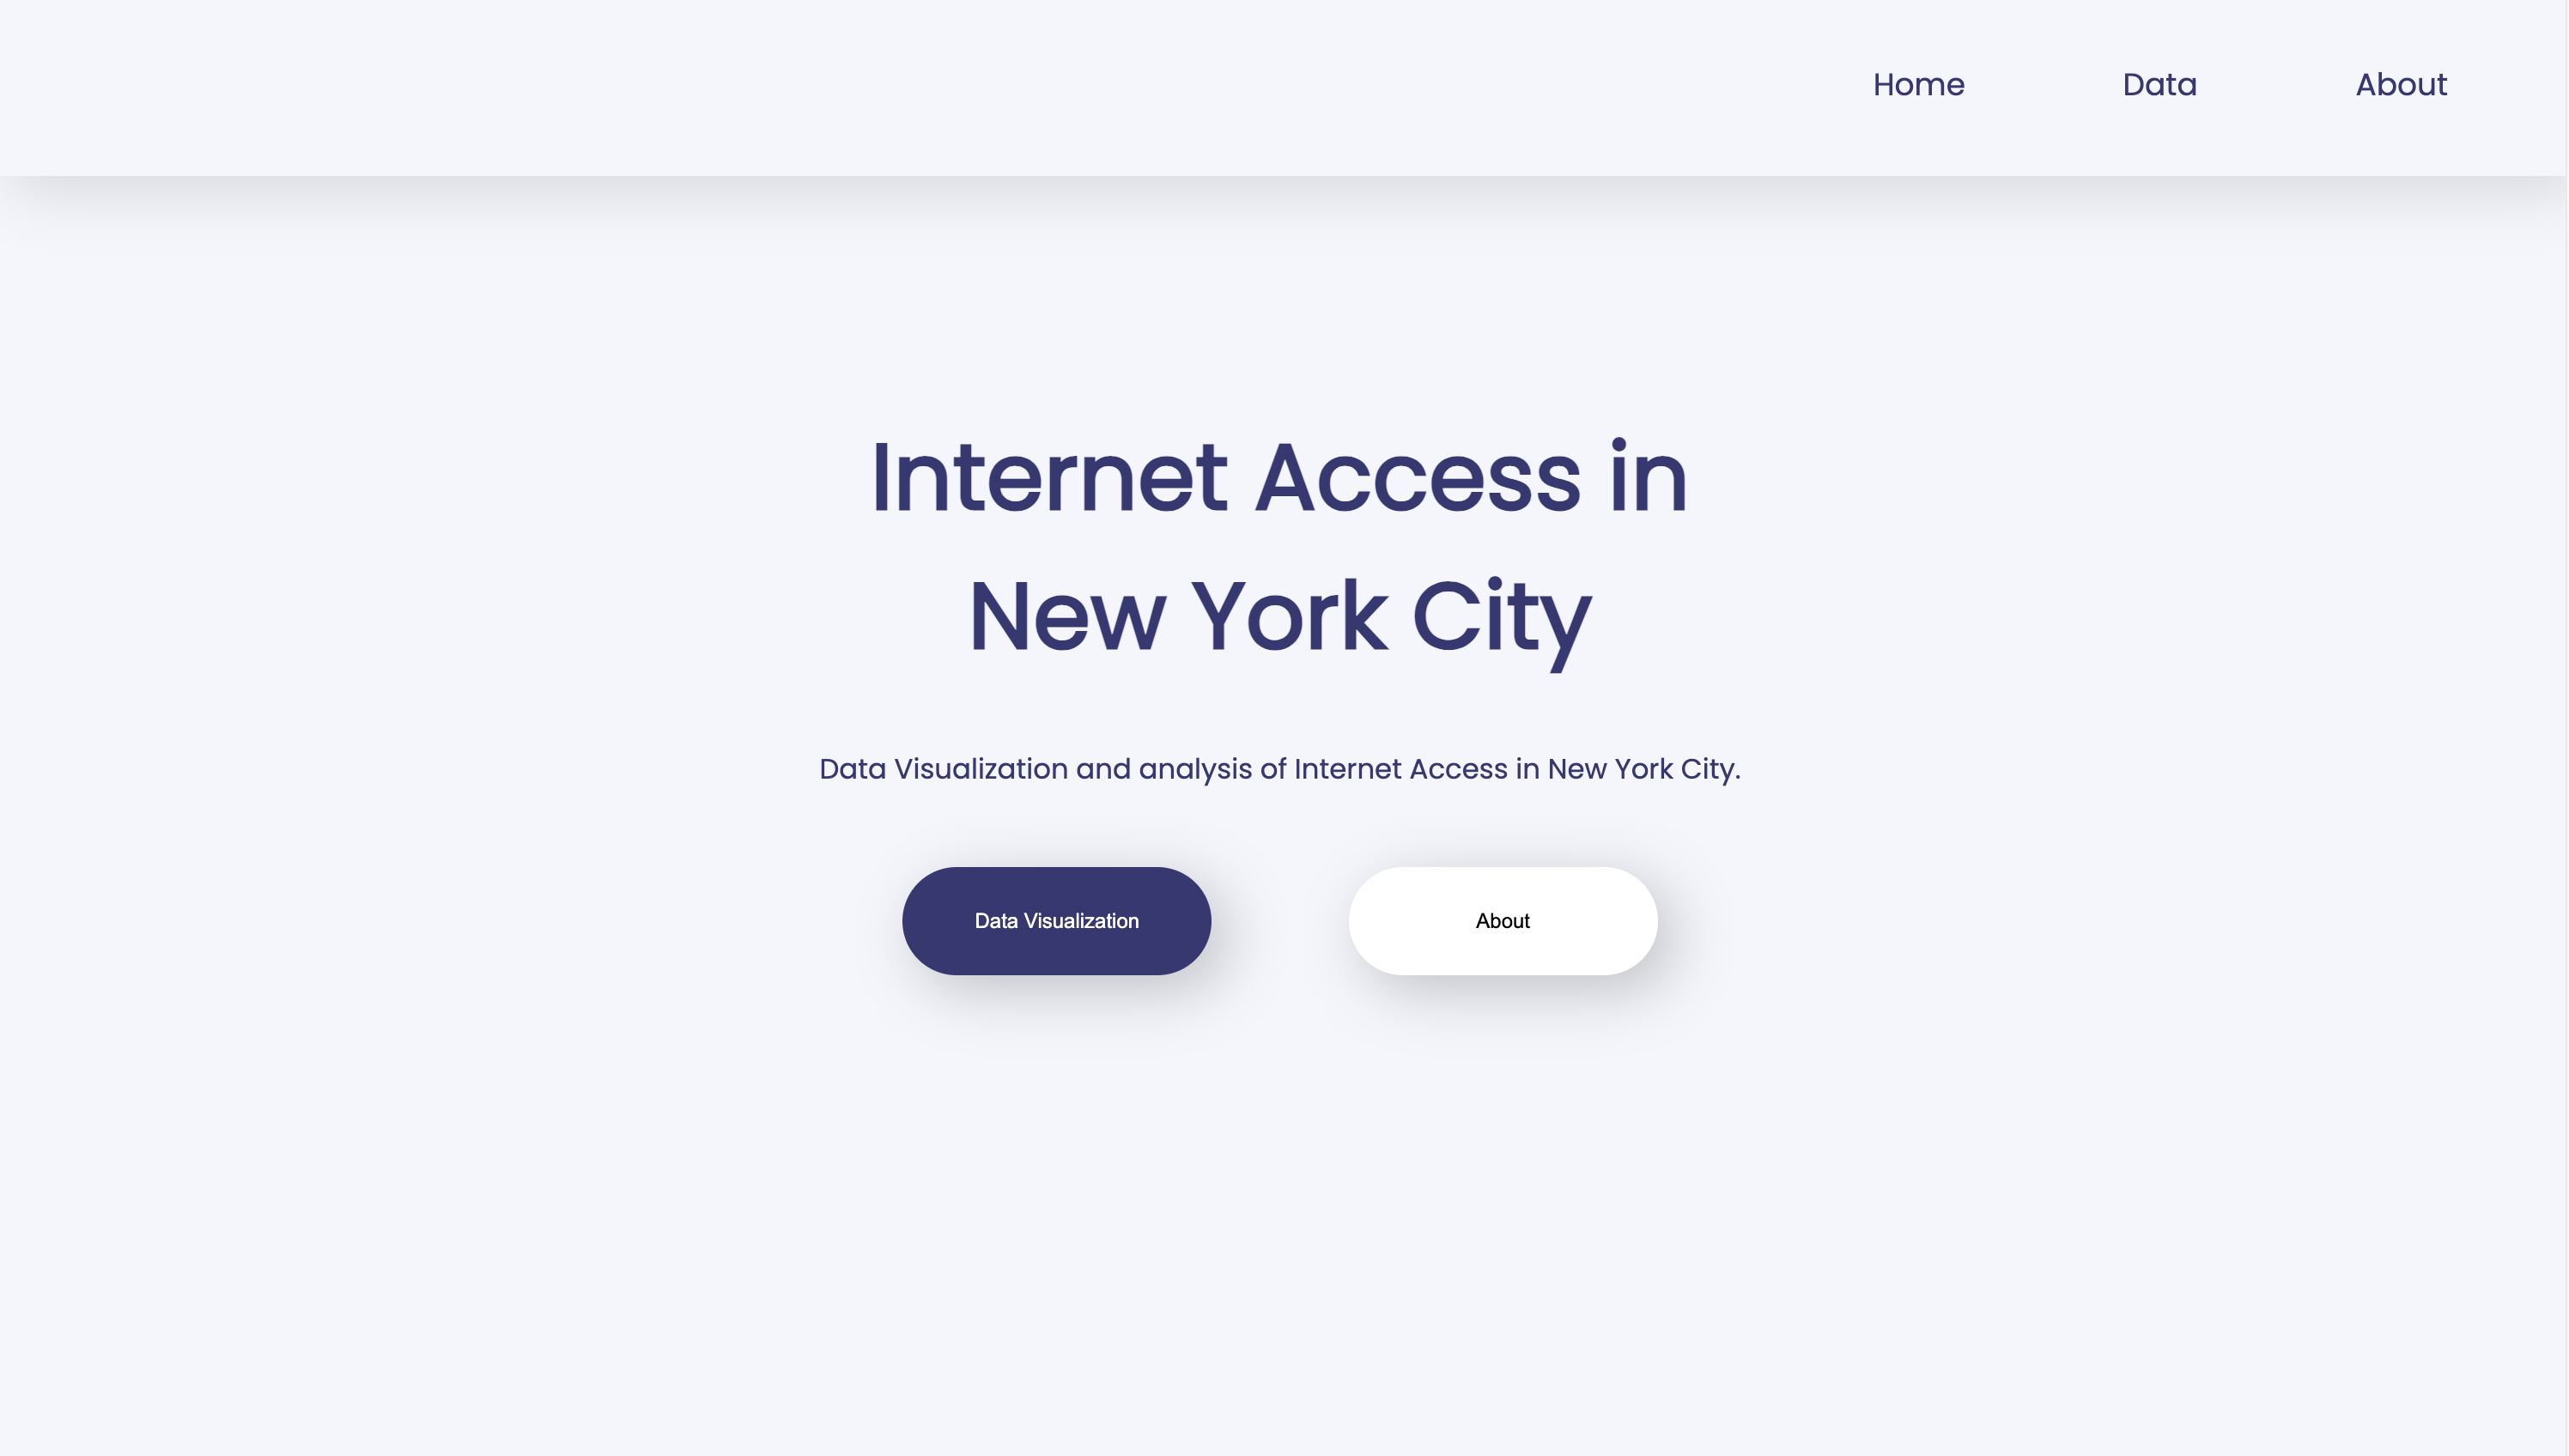 Home Data About
Internet Access in
New York City
Data Visualization and analysis of Internet Access in New York City.
Data Visualization About